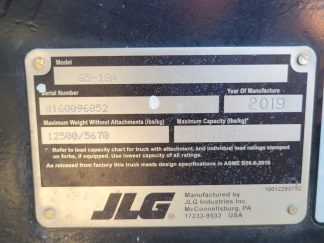 Model
G5-18A
Serial Number
Year Of Manufacture
0160096852
2019
Maximum Weight Without Attachments (lbs/kg)
Maximum Capacity (lbs/kg)*
12500/5670
* Refer to load capacity chart for truck with attachment, and individual load ratings stamped
on forks, if equipped. Use lowest capacity of all ratings.
As released from factory this truck meets design specifications in ASME B56.6-2016
JLG®
Manufactured by
JLG Industries Inc.
McConnellsburg, PA
17233-9533 USA
1001229575C